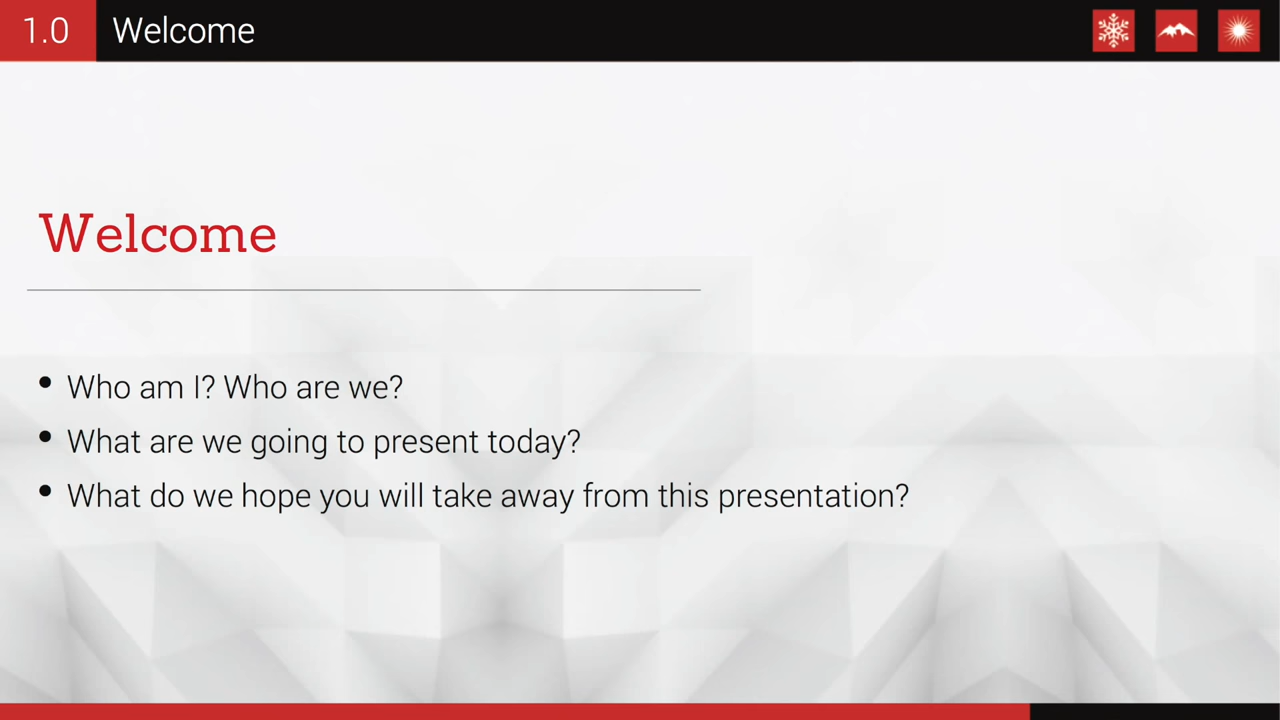 1.0 Welcome
Welcome
• Who am I? Who are we?
• What are we going to present today?
• What do we hope you will take away from this presentation?